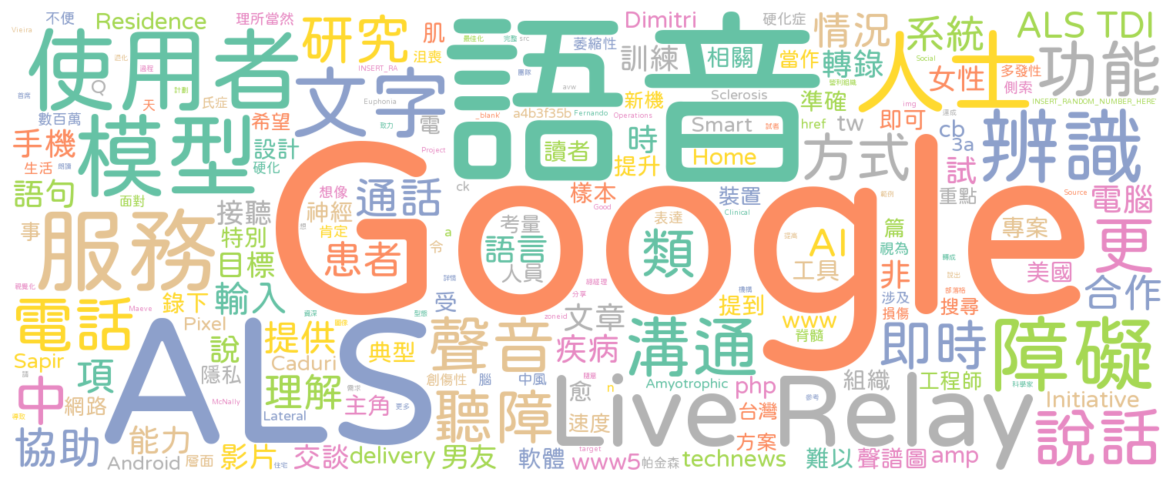 不便 Residence 理所當然 Dimitri 硬化症 情況 系統 ALS TDI
使用者 研究 肌 沮喪 萎縮性 訓練 相關 當作 轉錄 人士 女性 多發性 功能
語音
Q 天 INSERT_RA 文字 新機 Sclerosis 準確 側索 INSERT_RANDOM_NUMBER_HERE
數百萬 氏症 希望 電 Euphonia _blank a4b3f35b Fernando Operations href tw 即可 cb 3a 辨識
手機 模型 設計 時 Smart 讀者 Home 方式
生活 硬化 提升 試
語句 面對 想像 通話 ck 樣本 裝置 重點 電腦
Google
事 服務 接聽 神經 考量 Good 表達 Clinical 篇 專案 更
特別 肯定 患者 令 a 語言 類 AI 視為
目標 人員 工具 非 美國
錄下 輸入 受 分享 提到 涉及 搜尋 合作
電話 Pixel 提供 說 典型 聲音 文章 zoneid www 脊髓 損傷 即時 障礙
Maeve ALS 溝通
Sapir 項 隱私 Caduri 創傷性 腦 中風 疾病
中 理解 主角 愈 n Amyotrophic php 組織 工程師
網路 McNally Lateral 更多 聽障 速度 Live Relay 台灣 Initiative
協助 能力 方案 說話
Android 層面 影片 住宅 交談 delivery 男友 軟體 www5 target 帕金森 technews 難以 聲譜圖 amp